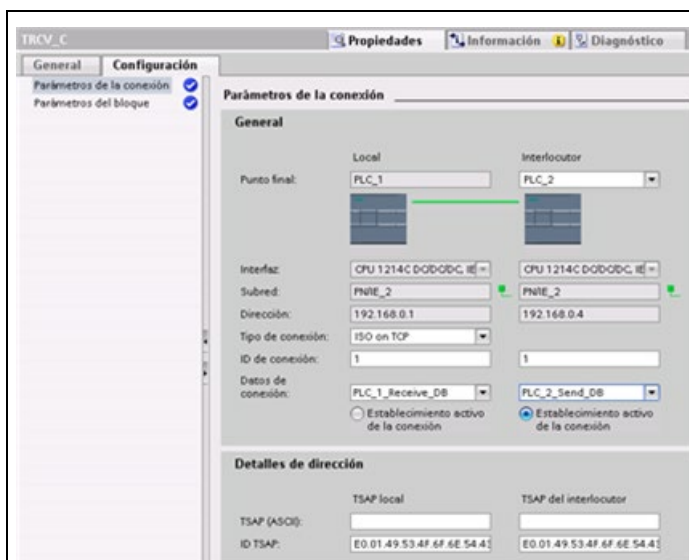 TRCV_C
Propiedades Información Diagnóstico
General Configuración
Parámetros de la conexión
Parámetros del bloque
Parámetros de la conexión
General
Local Interlocutor
Punto final: PLC_1 PLC_2
Interfaz: CPU 1214C DC/DC/DC, IE CPU 1214C DC/DC/DC, IE
Subred: PN/IE_2 PN/IE_2
Dirección: 192.168.0.1 192.168.0.4
Tipo de conexión: ISO on TCP
ID de conexión: 1 1
Datos de
conexión: PLC_1_Receive_DB PLC_2_Send_DB
Establecimiento activo Establecimiento activo
de la conexión de la conexión
Detalles de dirección
TSAP local TSAP del interlocutor
TSAP (ASCII):
ID TSAP: E0.01.49.53.4F.6F.6E.54.43 E0.01.49.53.4F.6F.6E.54.43